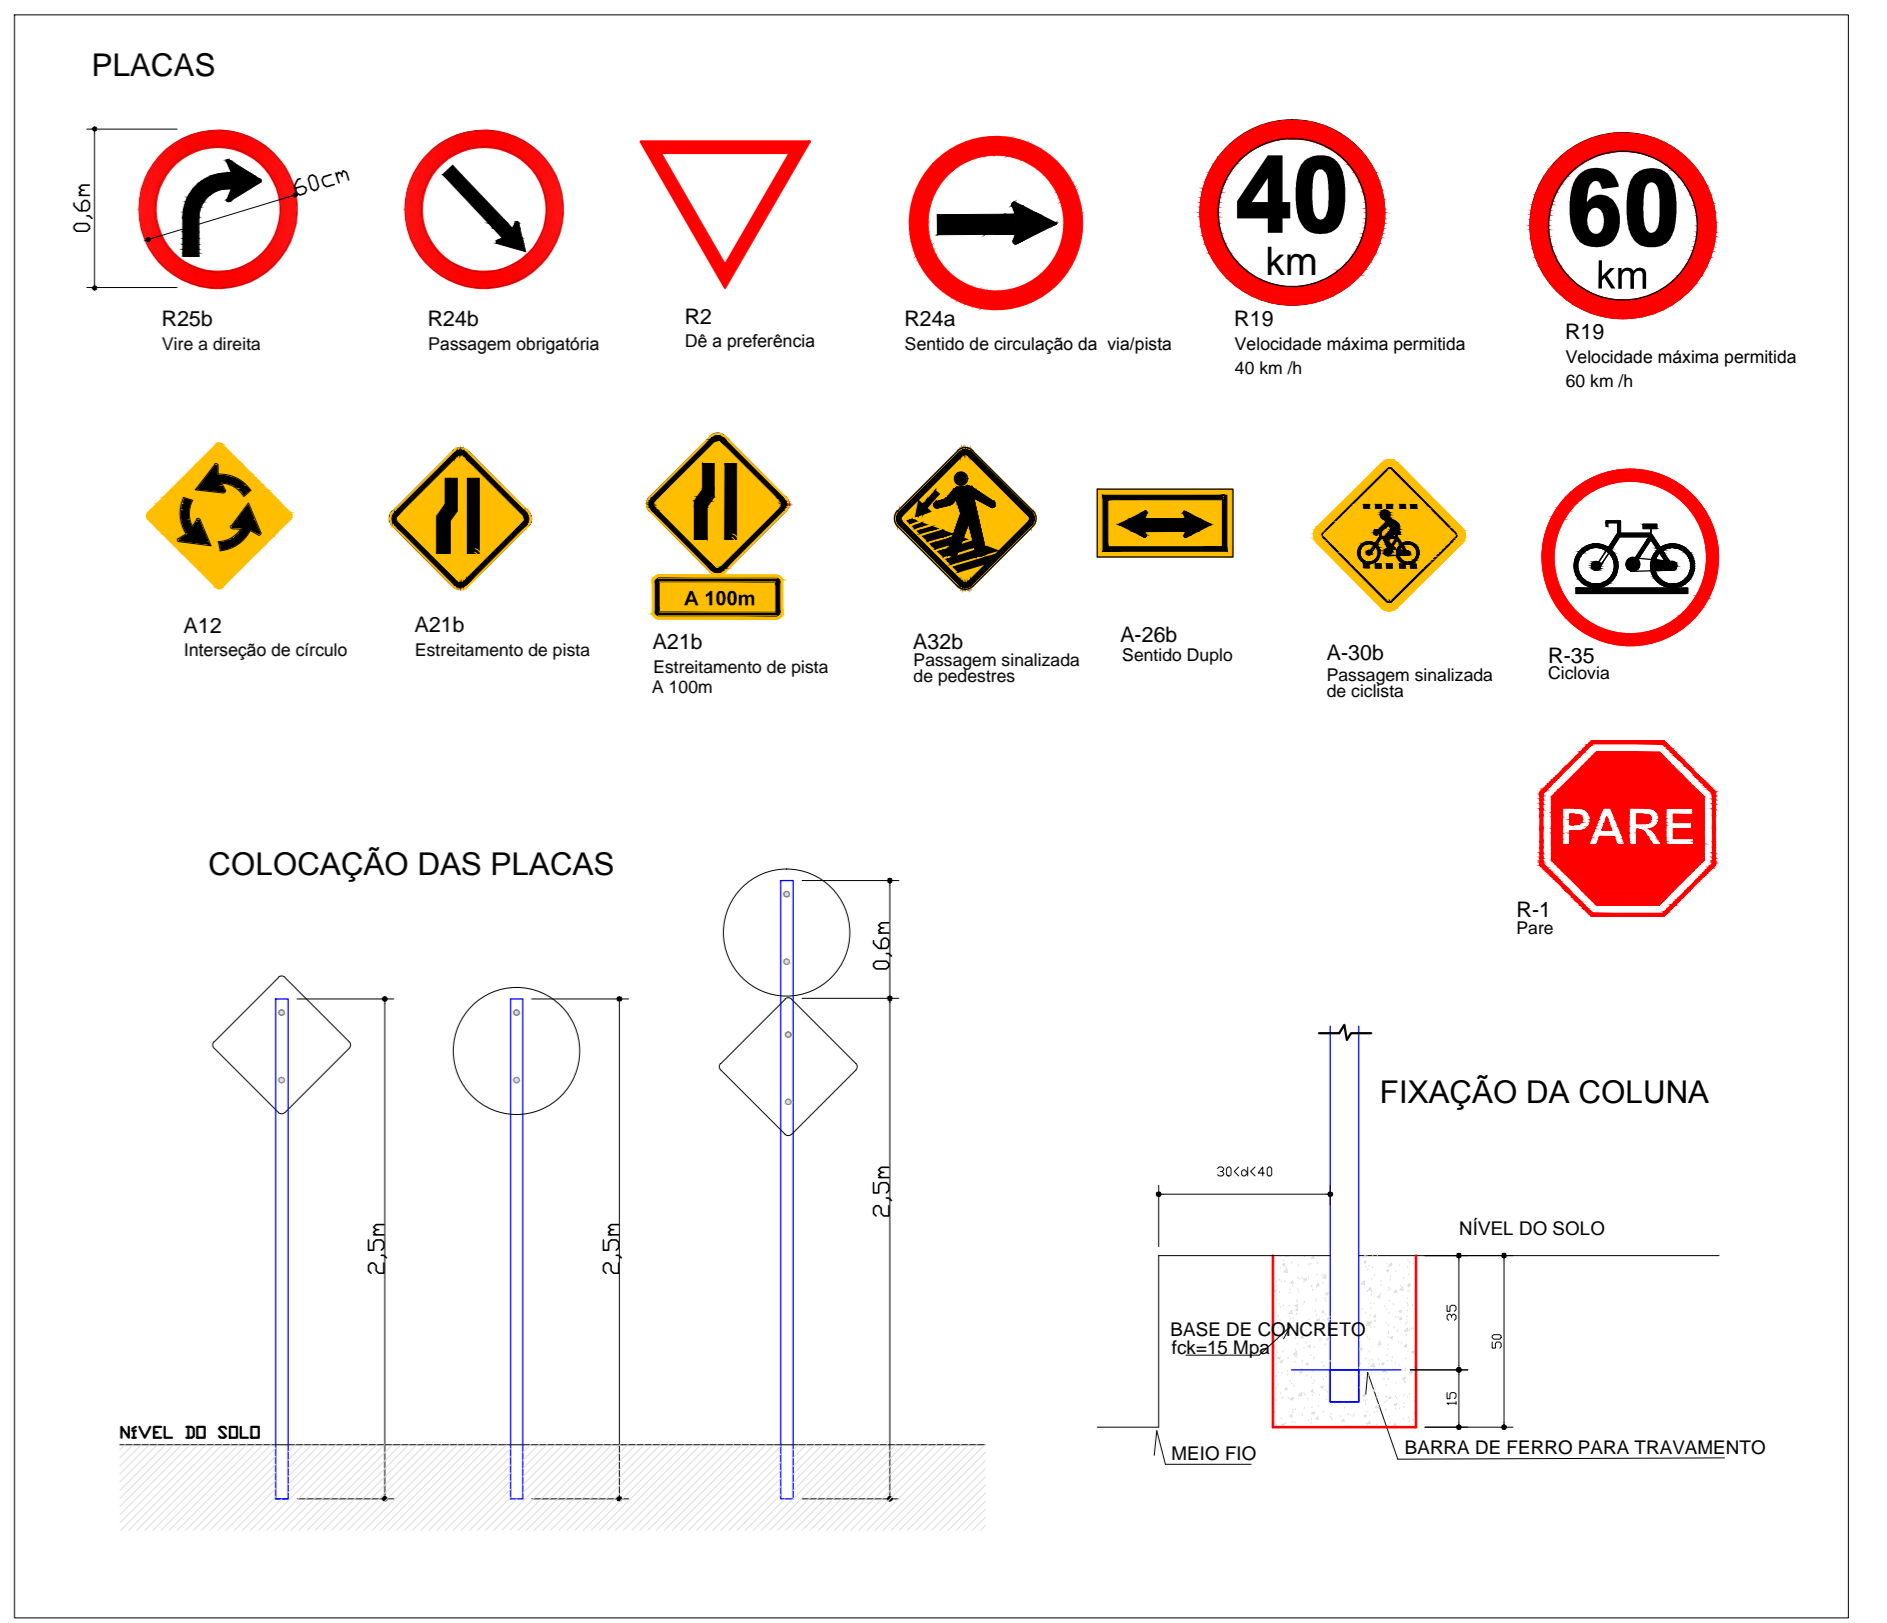 PLACAS
0,6m
60cm
40
km
60
km
R25b
Vire a direita
R24b
Passagem obrigatória
R2
Dê a preferência
R24a
Sentido de circulação da via/pista
R19
Velocidade máxima permitida
40 km /h
R19
Velocidade máxima permitida
60 km /h
A 100m
A12
Interseção de círculo
A21b
Estreitamento de pista
A21b
Estreitamento de pista
A 100m
A32b
Passagem sinalizada
de pedestres
A-26b
Sentido Duplo
A-30b
Passagem sinalizada
de ciclista
R-35
Ciclovia
PARE
R-1
Pare
COLOCAÇÃO DAS PLACAS
0,6m
2,5m
2,5m
2,5m
NÍVEL DO SOLO
FIXAÇÃO DA COLUNA
30<d<40
NÍVEL DO SOLO
BASE DE CONCRETO
fck=15 Mpa
35
50
15
MEIO FIO
BARRA DE FERRO PARA TRAVAMENTO